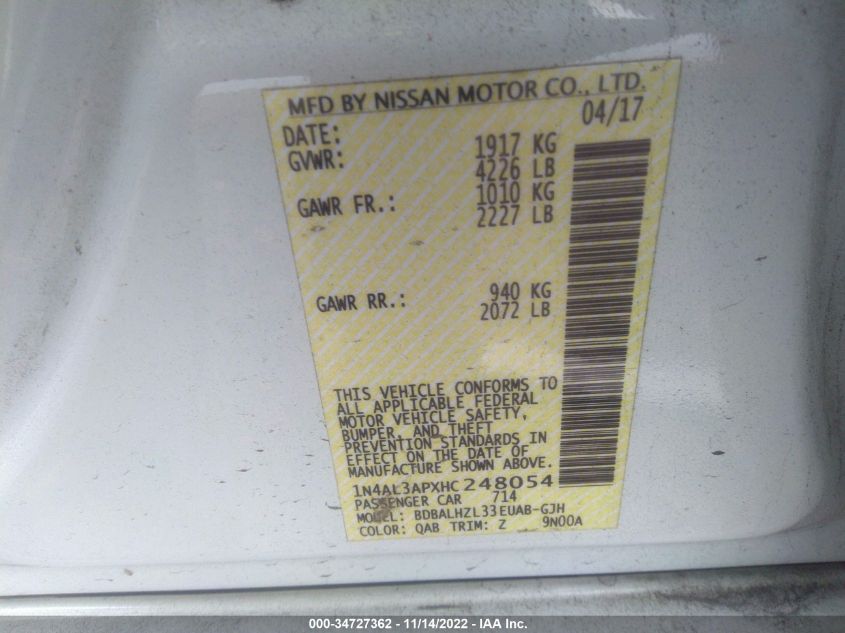 MFD BY NISSAN MOTOR CO., LTD.
DATE: 04/17
GVWR: 1917 KG
4226 LB
GAWR FR.: 1010 KG
2227 LB
GAWR RR.: 940 KG
2072 LB
THIS VEHICLE CONFORMS TO
ALL APPLICABLE FEDERAL
MOTOR VEHICLE SAFETY,
BUMPER, AND THEFT
PREVENTION STANDARDS IN
EFFECT ON THE DATE OF
MANUFACTURE SHOWN ABOVE.
1N4AL3APXHC248054
PASSENGER CAR 714
MODEL: BDBALHZL33EUAB-GJH
COLOR: QAB TRIM: Z 9N00A
000-34727362 - 11/14/2022 - IAA Inc.